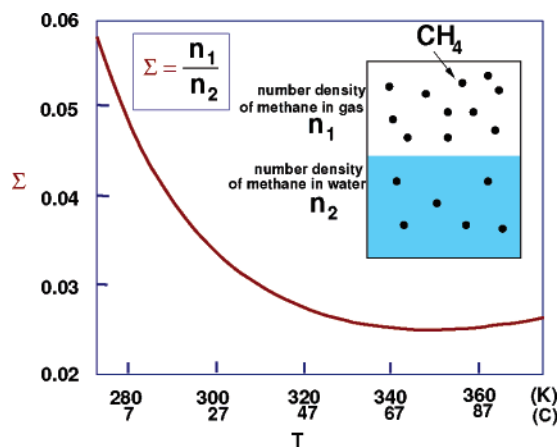 0.06
0.05
0.04
0.03
0.02
Σ
Σ = n1
n2
CH4
number density
of methane in gas
n1
number density
of methane in water
n2
280 300 320 340 360 (K)
7 27 47 67 87 (C)
T